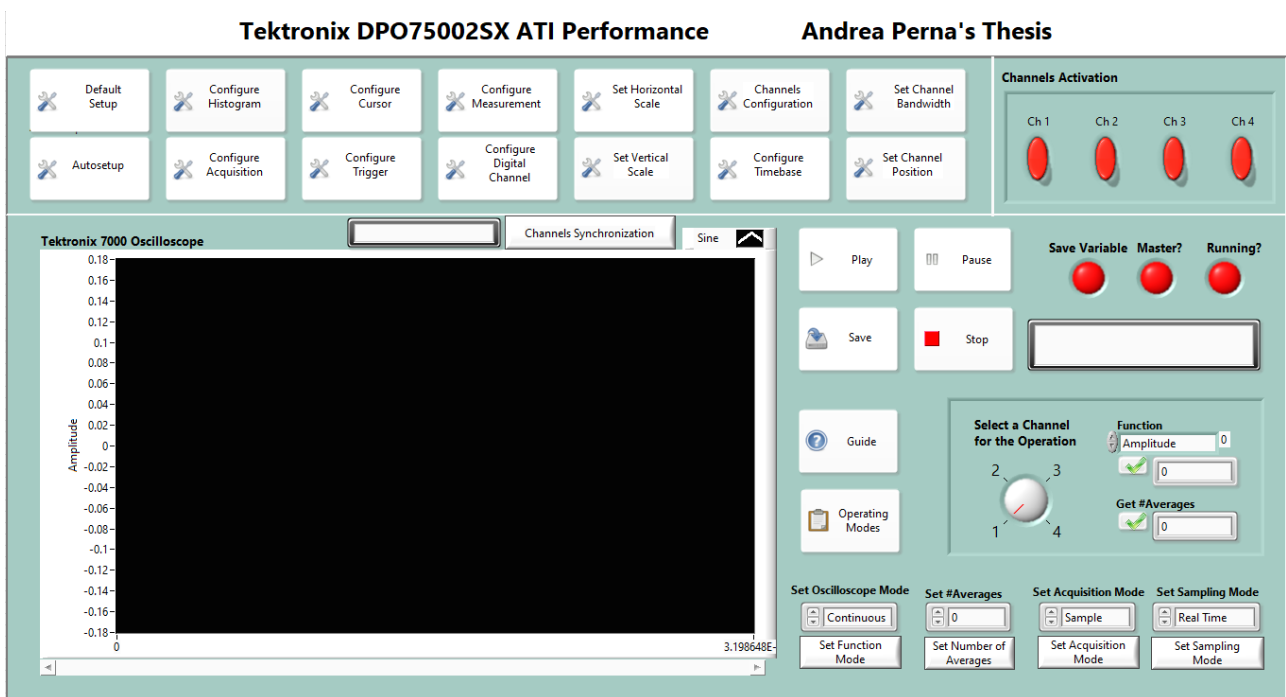 Tektronix DPO75002SX ATI Performance Andrea Perna's Thesis
Default
Setup
Configure
Histogram
Configure
Cursor
Configure
Measurement
Set Horizontal
Scale
Channels
Configuration
Set Channel
Bandwidth
Autosetup
Configure
Acquisition
Configure
Trigger
Configure
Digital
Channel
Set Vertical
Scale
Configure
Timebase
Set Channel
Position
Channels Activation
Ch 1 Ch 2 Ch 3 Ch 4
Tektronix 7000 Oscilloscope
Channels Synchronization
Sine
Amplitude
0.18
0.16
0.14
0.12
0.1
0.08
0.06
0.04
0.02
0
-0.02
-0.04
-0.06
-0.08
-0.1
-0.12
-0.14
-0.16
-0.18
0 3.198648E-
Play
Pause
Save
Stop
Save Variable Master? Running?
Guide
Operating
Modes
Select a Channel
for the Operation
1 2 3 4
Function
Amplitude 0
0
Get #Averages
0
Set Oscilloscope Mode
Continuous
Set Function
Mode
Set #Averages
0
Set Number of
Averages
Set Acquisition Mode
Sample
Set Acquisition
Mode
Set Sampling Mode
Real Time
Set Sampling
Mode